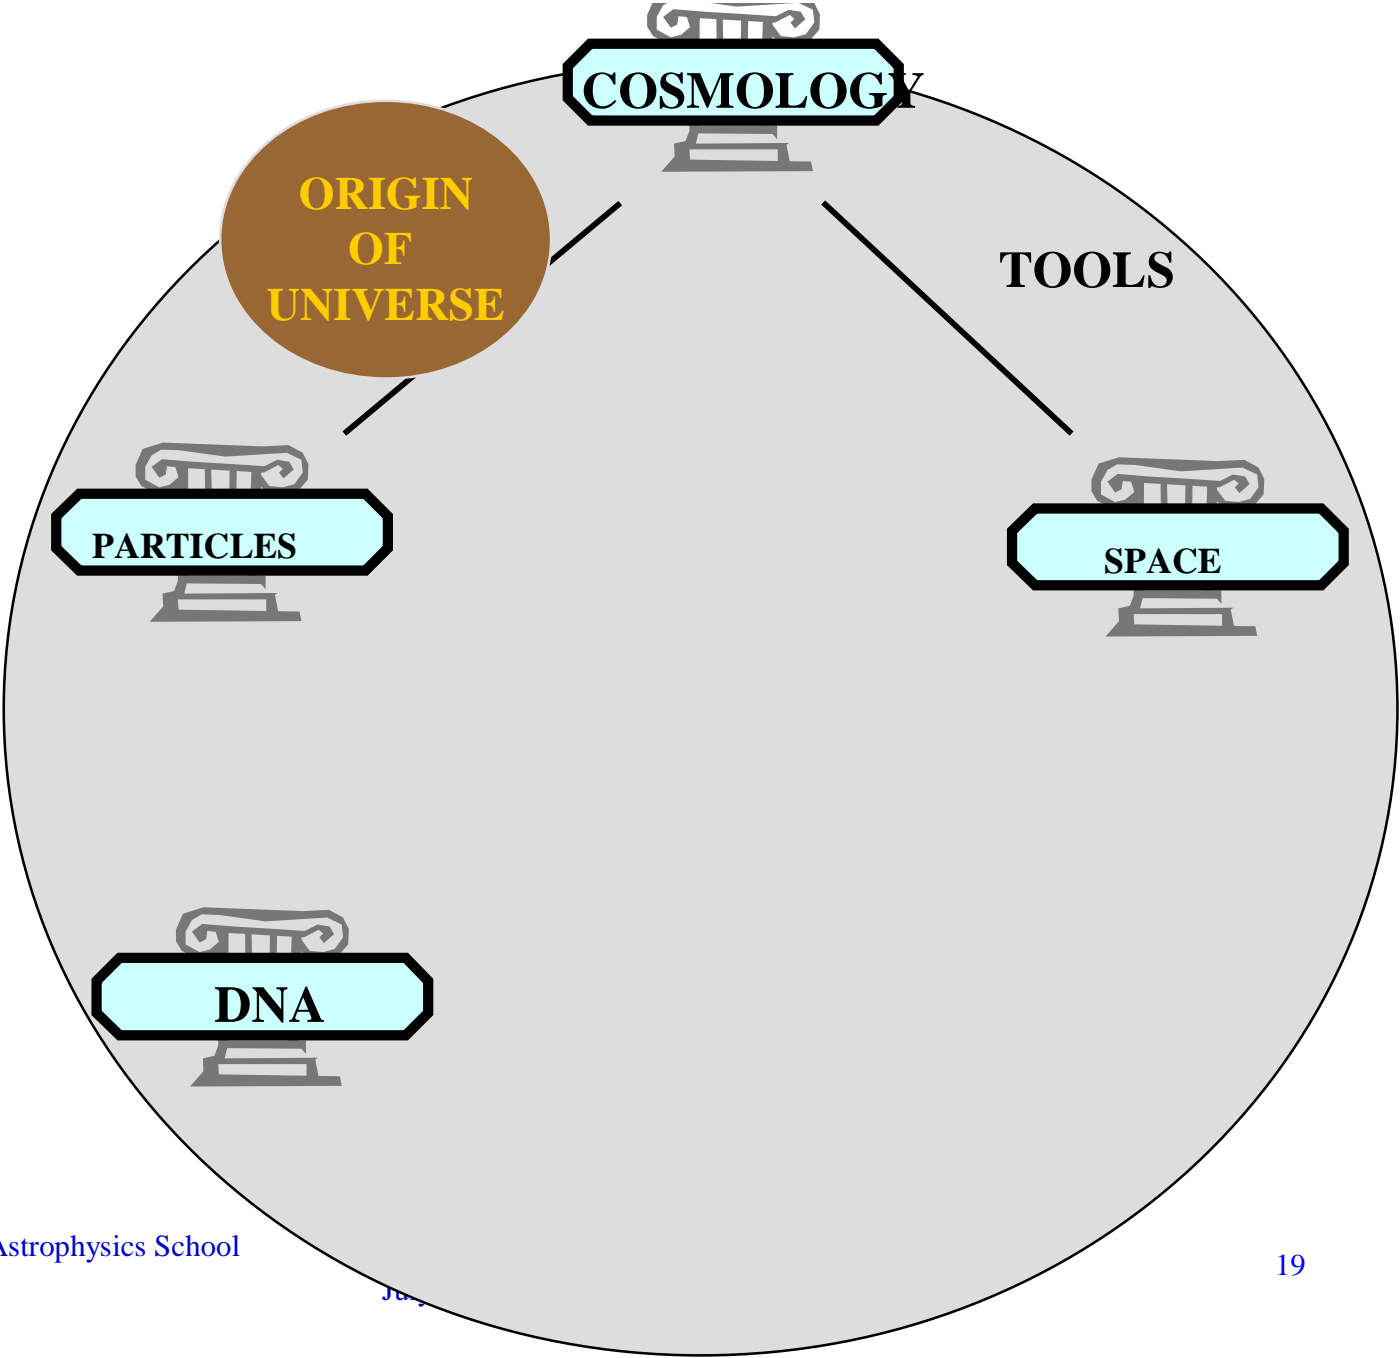 COSMOLOGY
ORIGIN
OF
UNIVERSE
TOOLS
PARTICLES
SPACE
DNA
Astrophysics School
19